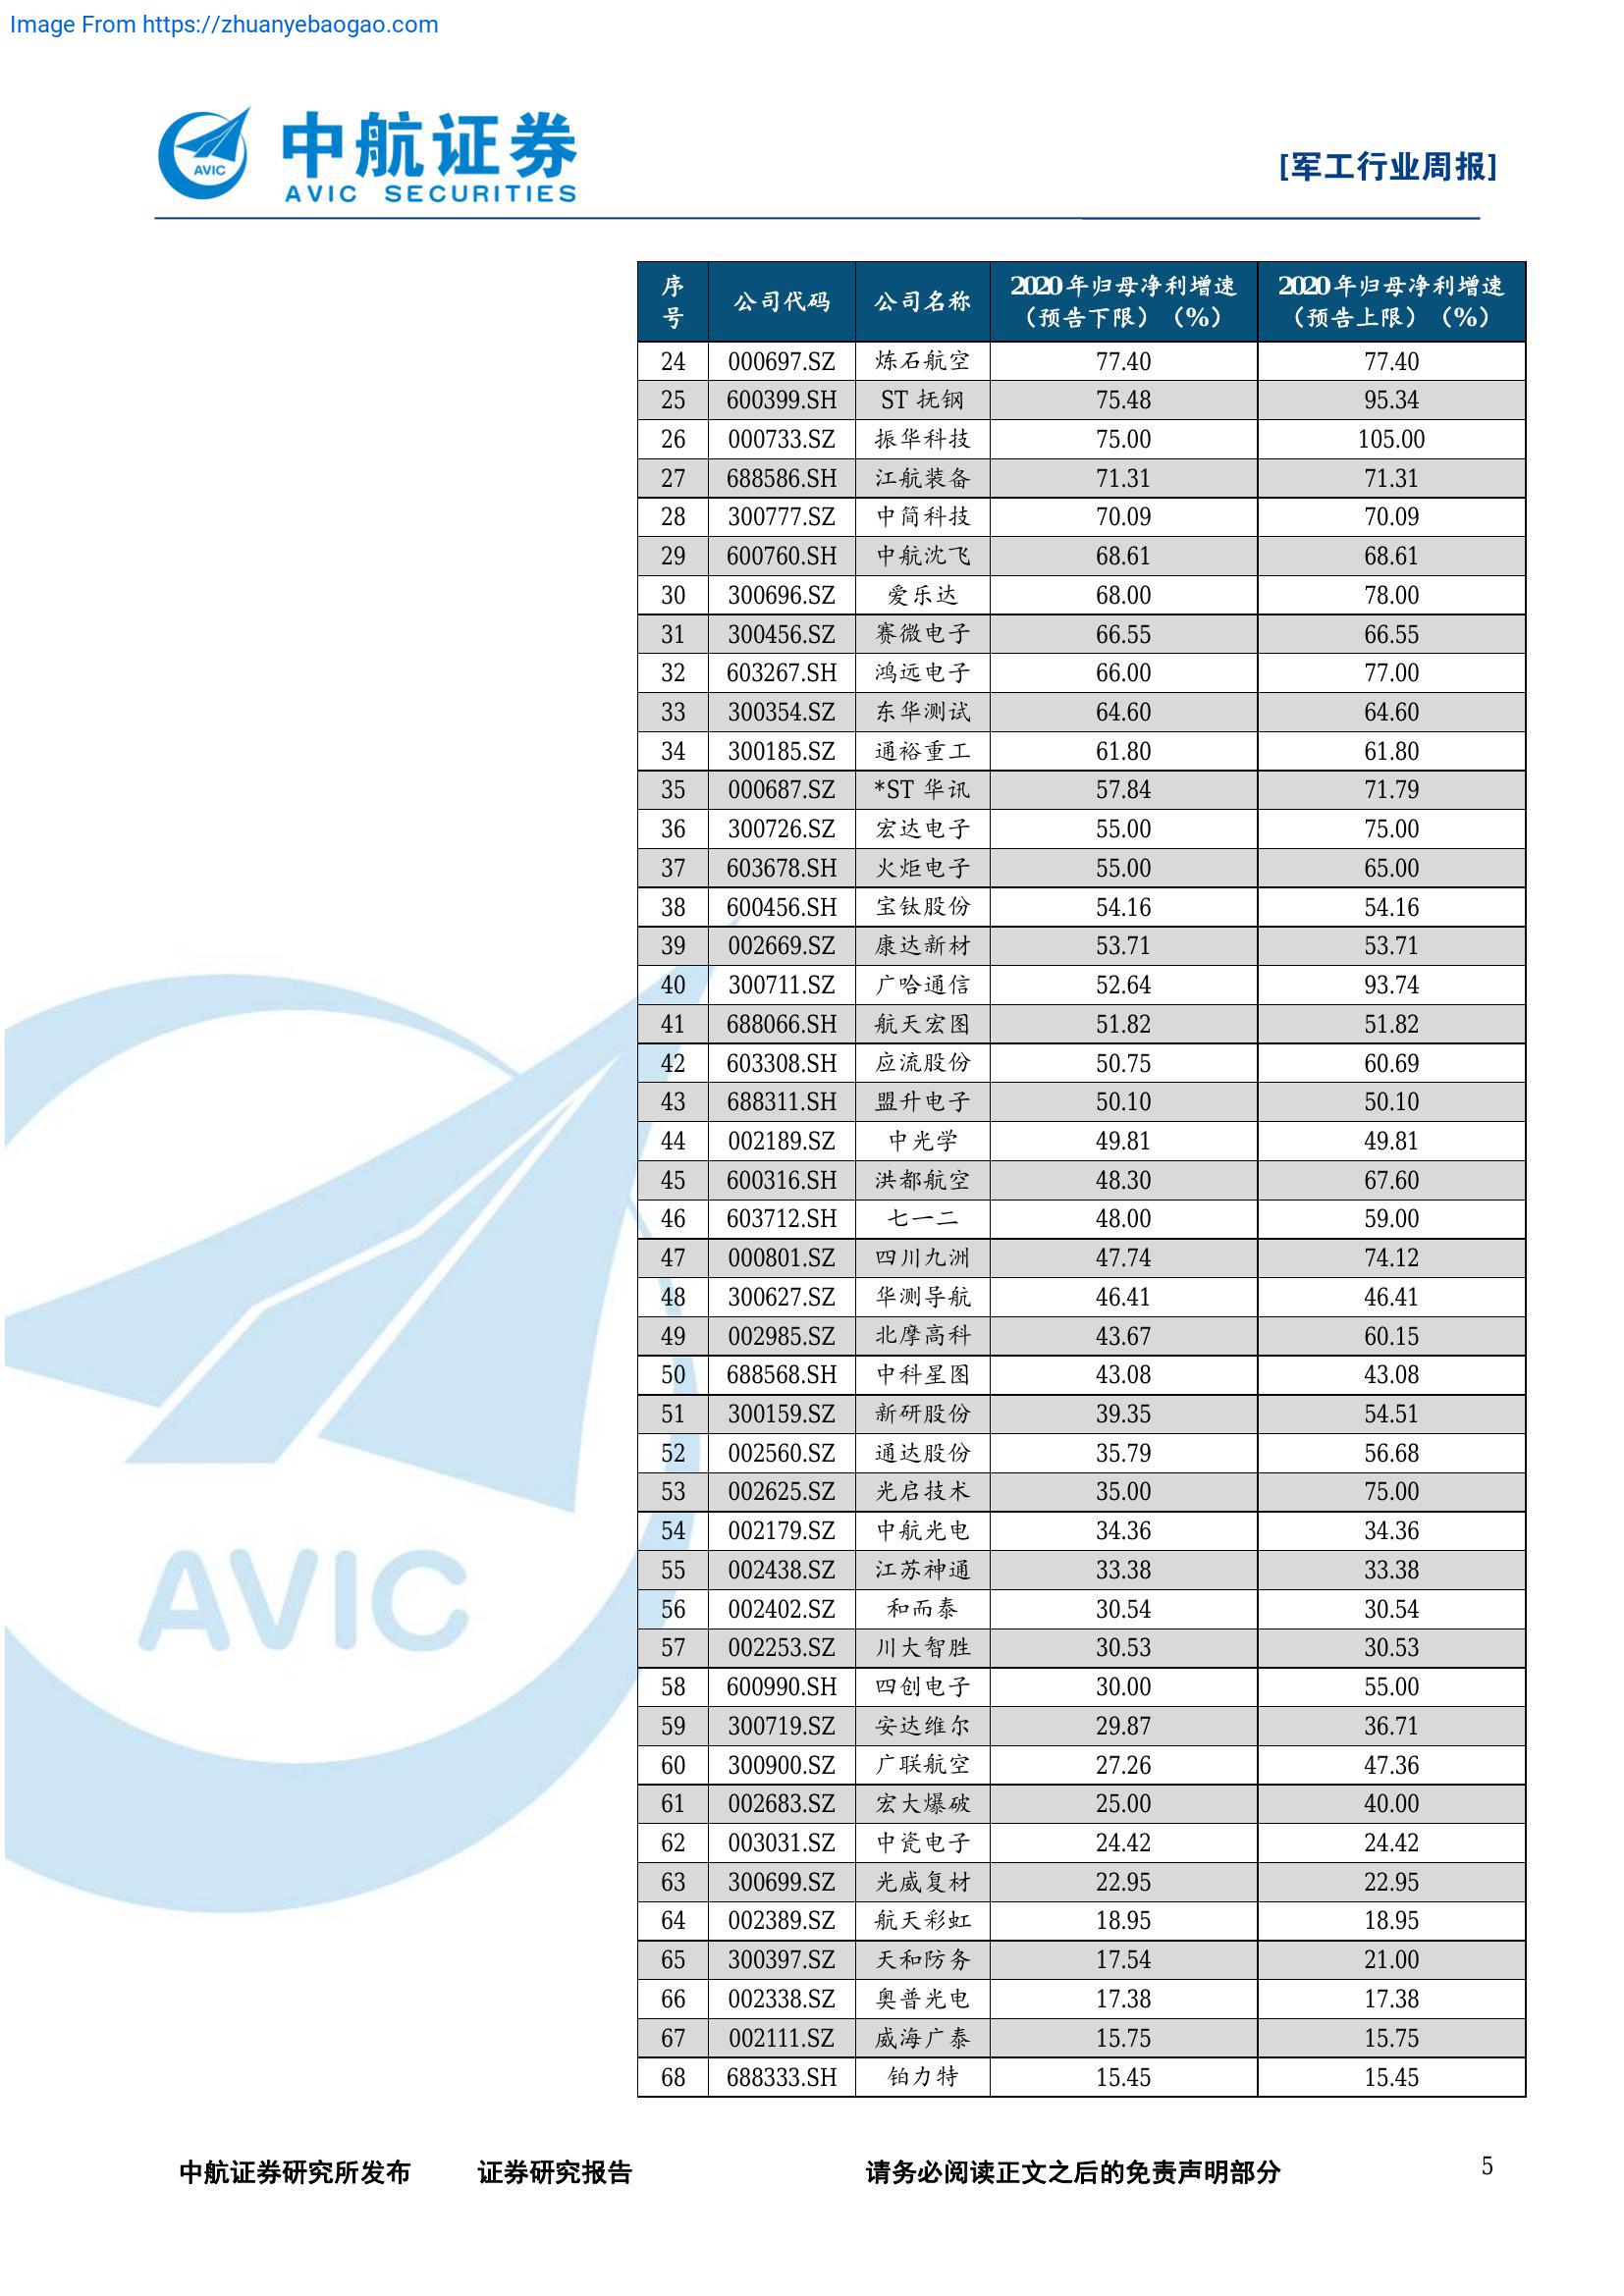 Image From https://zhuanyebaogao.com
中航证券
AVIC SECURITIES
AVIC
[军工行业周报]
序号 公司代码 公司名称 2020年归母净利增速（预告下限）（%） 2020年归母净利增速（预告上限）（%）
24 000697.SZ 炼石航空 77.40 77.40
25 600399.SH ST 抚钢 75.48 95.34
26 000733.SZ 振华科技 75.00 105.00
27 688586.SH 江航装备 71.31 71.31
28 300777.SZ 中简科技 70.09 70.09
29 600760.SH 中航沈飞 68.61 68.61
30 300696.SZ 爱乐达 68.00 78.00
31 300456.SZ 赛微电子 66.55 66.55
32 603267.SH 鸿远电子 66.00 77.00
33 300354.SZ 东华测试 64.60 64.60
34 300185.SZ 通裕重工 61.80 61.80
35 000687.SZ *ST 华讯 57.84 71.79
36 300726.SZ 宏达电子 55.00 75.00
37 603678.SH 火炬电子 55.00 65.00
38 600456.SH 宝钛股份 54.16 54.16
39 002669.SZ 康达新材 53.71 53.71
40 300711.SZ 广哈通信 52.64 93.74
41 688066.SH 航天宏图 51.82 51.82
42 603308.SH 应流股份 50.75 60.69
43 688311.SH 盟升电子 50.10 50.10
44 002189.SZ 中光学 49.81 49.81
45 600316.SH 洪都航空 48.30 67.60
46 603712.SH 七一二 48.00 59.00
47 000801.SZ 四川九洲 47.74 74.12
48 300627.SZ 华测导航 46.41 46.41
49 002985.SZ 北摩高科 43.67 60.15
50 688568.SH 中科星图 43.08 43.08
51 300159.SZ 新研股份 39.35 54.51
52 002560.SZ 通达股份 35.79 56.68
53 002625.SZ 光启技术 35.00 75.00
54 002179.SZ 中航光电 34.36 34.36
55 002438.SZ 江苏神通 33.38 33.38
56 002402.SZ 和而泰 30.54 30.54
57 002253.SZ 川大智胜 30.53 30.53
58 600990.SH 四创电子 30.00 55.00
59 300719.SZ 安达维尔 29.87 36.71
60 300900.SZ 广联航空 27.26 47.36
61 002683.SZ 宏大爆破 25.00 40.00
62 003031.SZ 中瓷电子 24.42 24.42
63 300699.SZ 光威复材 22.95 22.95
64 002389.SZ 航天彩虹 18.95 18.95
65 300397.SZ 天和防务 17.54 21.00
66 002338.SZ 奥普光电 17.38 17.38
67 002111.SZ 威海广泰 15.75 15.75
68 688333.SH 铂力特 15.45 15.45
AVIC
中航证券研究所发布 证券研究报告 请务必阅读正文之后的免责声明部分 5